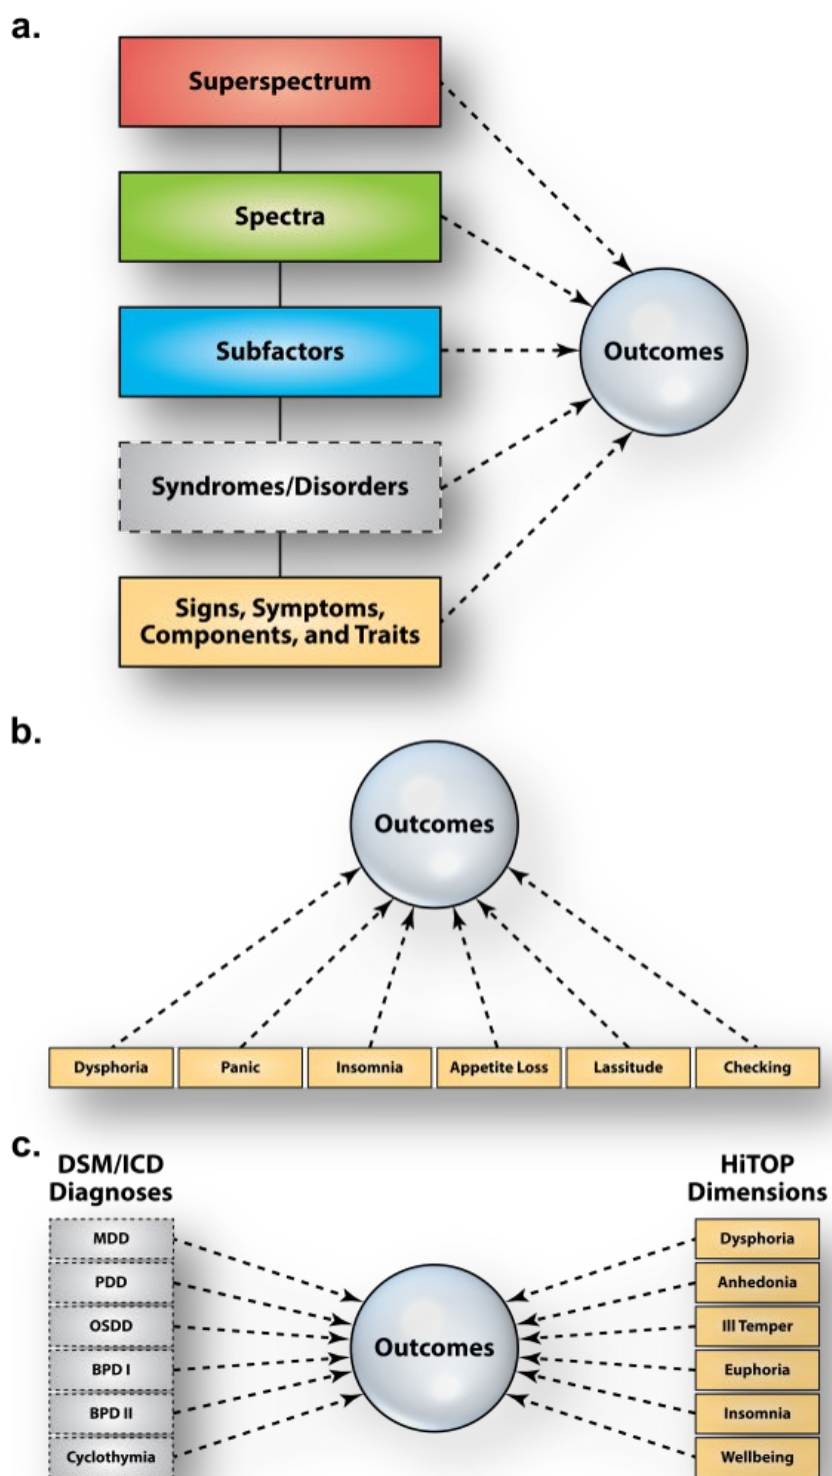 a.
Superspectrum
Spectra
Subfactors
Outcomes
Syndromes/Disorders
Signs, Symptoms,
Components, and Traits
b.
Outcomes
Dysphoria
Panic
Insomnia
Appetite Loss
Lassitude
Checking
c.
DSM/ICD
Diagnoses
MDD
PDD
OSDD
BPD I
BPD II
Cyclothymia
Outcomes
HiTOP
Dimensions
Dysphoria
Anhedonia
Ill Temper
Euphoria
Insomnia
Wellbeing